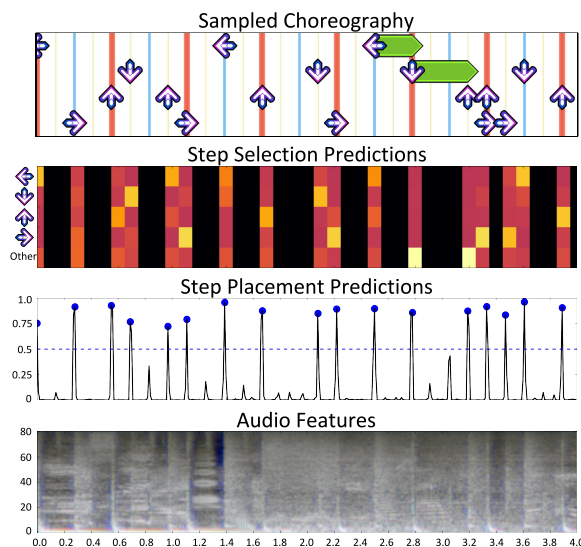 Sampled Choreography
Step Selection Predictions
Other
Step Placement Predictions
1.0
0.75
0.5
0.25
0
Audio Features
80
60
40
20
0
0.0 0.2 0.4 0.6 0.8 1.0 1.2 1.4 1.6 1.8 2.0 2.2 2.4 2.6 2.8 3.0 3.2 3.4 3.6 3.8 4.0